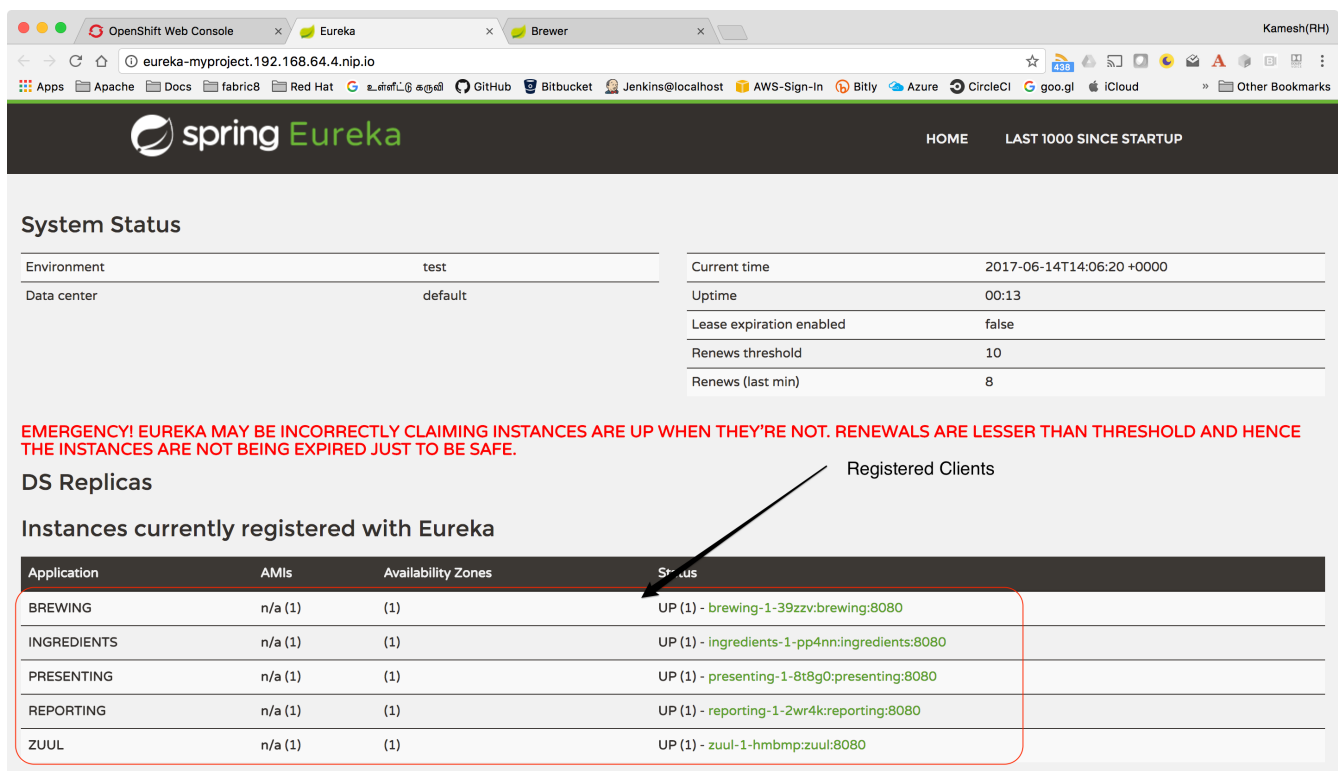 OpenShift Web Console
Eureka
Brewer
Kamesh(RH)
eureka-myproject.192.168.64.4.nip.io
438
Apps Apache Docs fabric8 Red Hat உள்ளீட்டு கருவி GitHub Bitbucket Jenkins@localhost AWS-Sign-In Bitly Azure CircleCI goo.gl iCloud » Other Bookmarks
spring Eureka
HOME LAST 1000 SINCE STARTUP
System Status
Environment test
Data center default
Current time 2017-06-14T14:06:20 +0000
Uptime 00:13
Lease expiration enabled false
Renews threshold 10
Renews (last min) 8
EMERGENCY! EUREKA MAY BE INCORRECTLY CLAIMING INSTANCES ARE UP WHEN THEY'RE NOT. RENEWALS ARE LESSER THAN THRESHOLD AND HENCE
THE INSTANCES ARE NOT BEING EXPIRED JUST TO BE SAFE.
Registered Clients
DS Replicas
Instances currently registered with Eureka
Application AMIs Availability Zones Status
BREWING n/a (1) (1) UP (1) - brewing-1-39zzv:brewing:8080
INGREDIENTS n/a (1) (1) UP (1) - ingredients-1-pp4nn:ingredients:8080
PRESENTING n/a (1) (1) UP (1) - presenting-1-8t8g0:presenting:8080
REPORTING n/a (1) (1) UP (1) - reporting-1-2wr4k:reporting:8080
ZUUL n/a (1) (1) UP (1) - zuul-1-hmbmp:zuul:8080